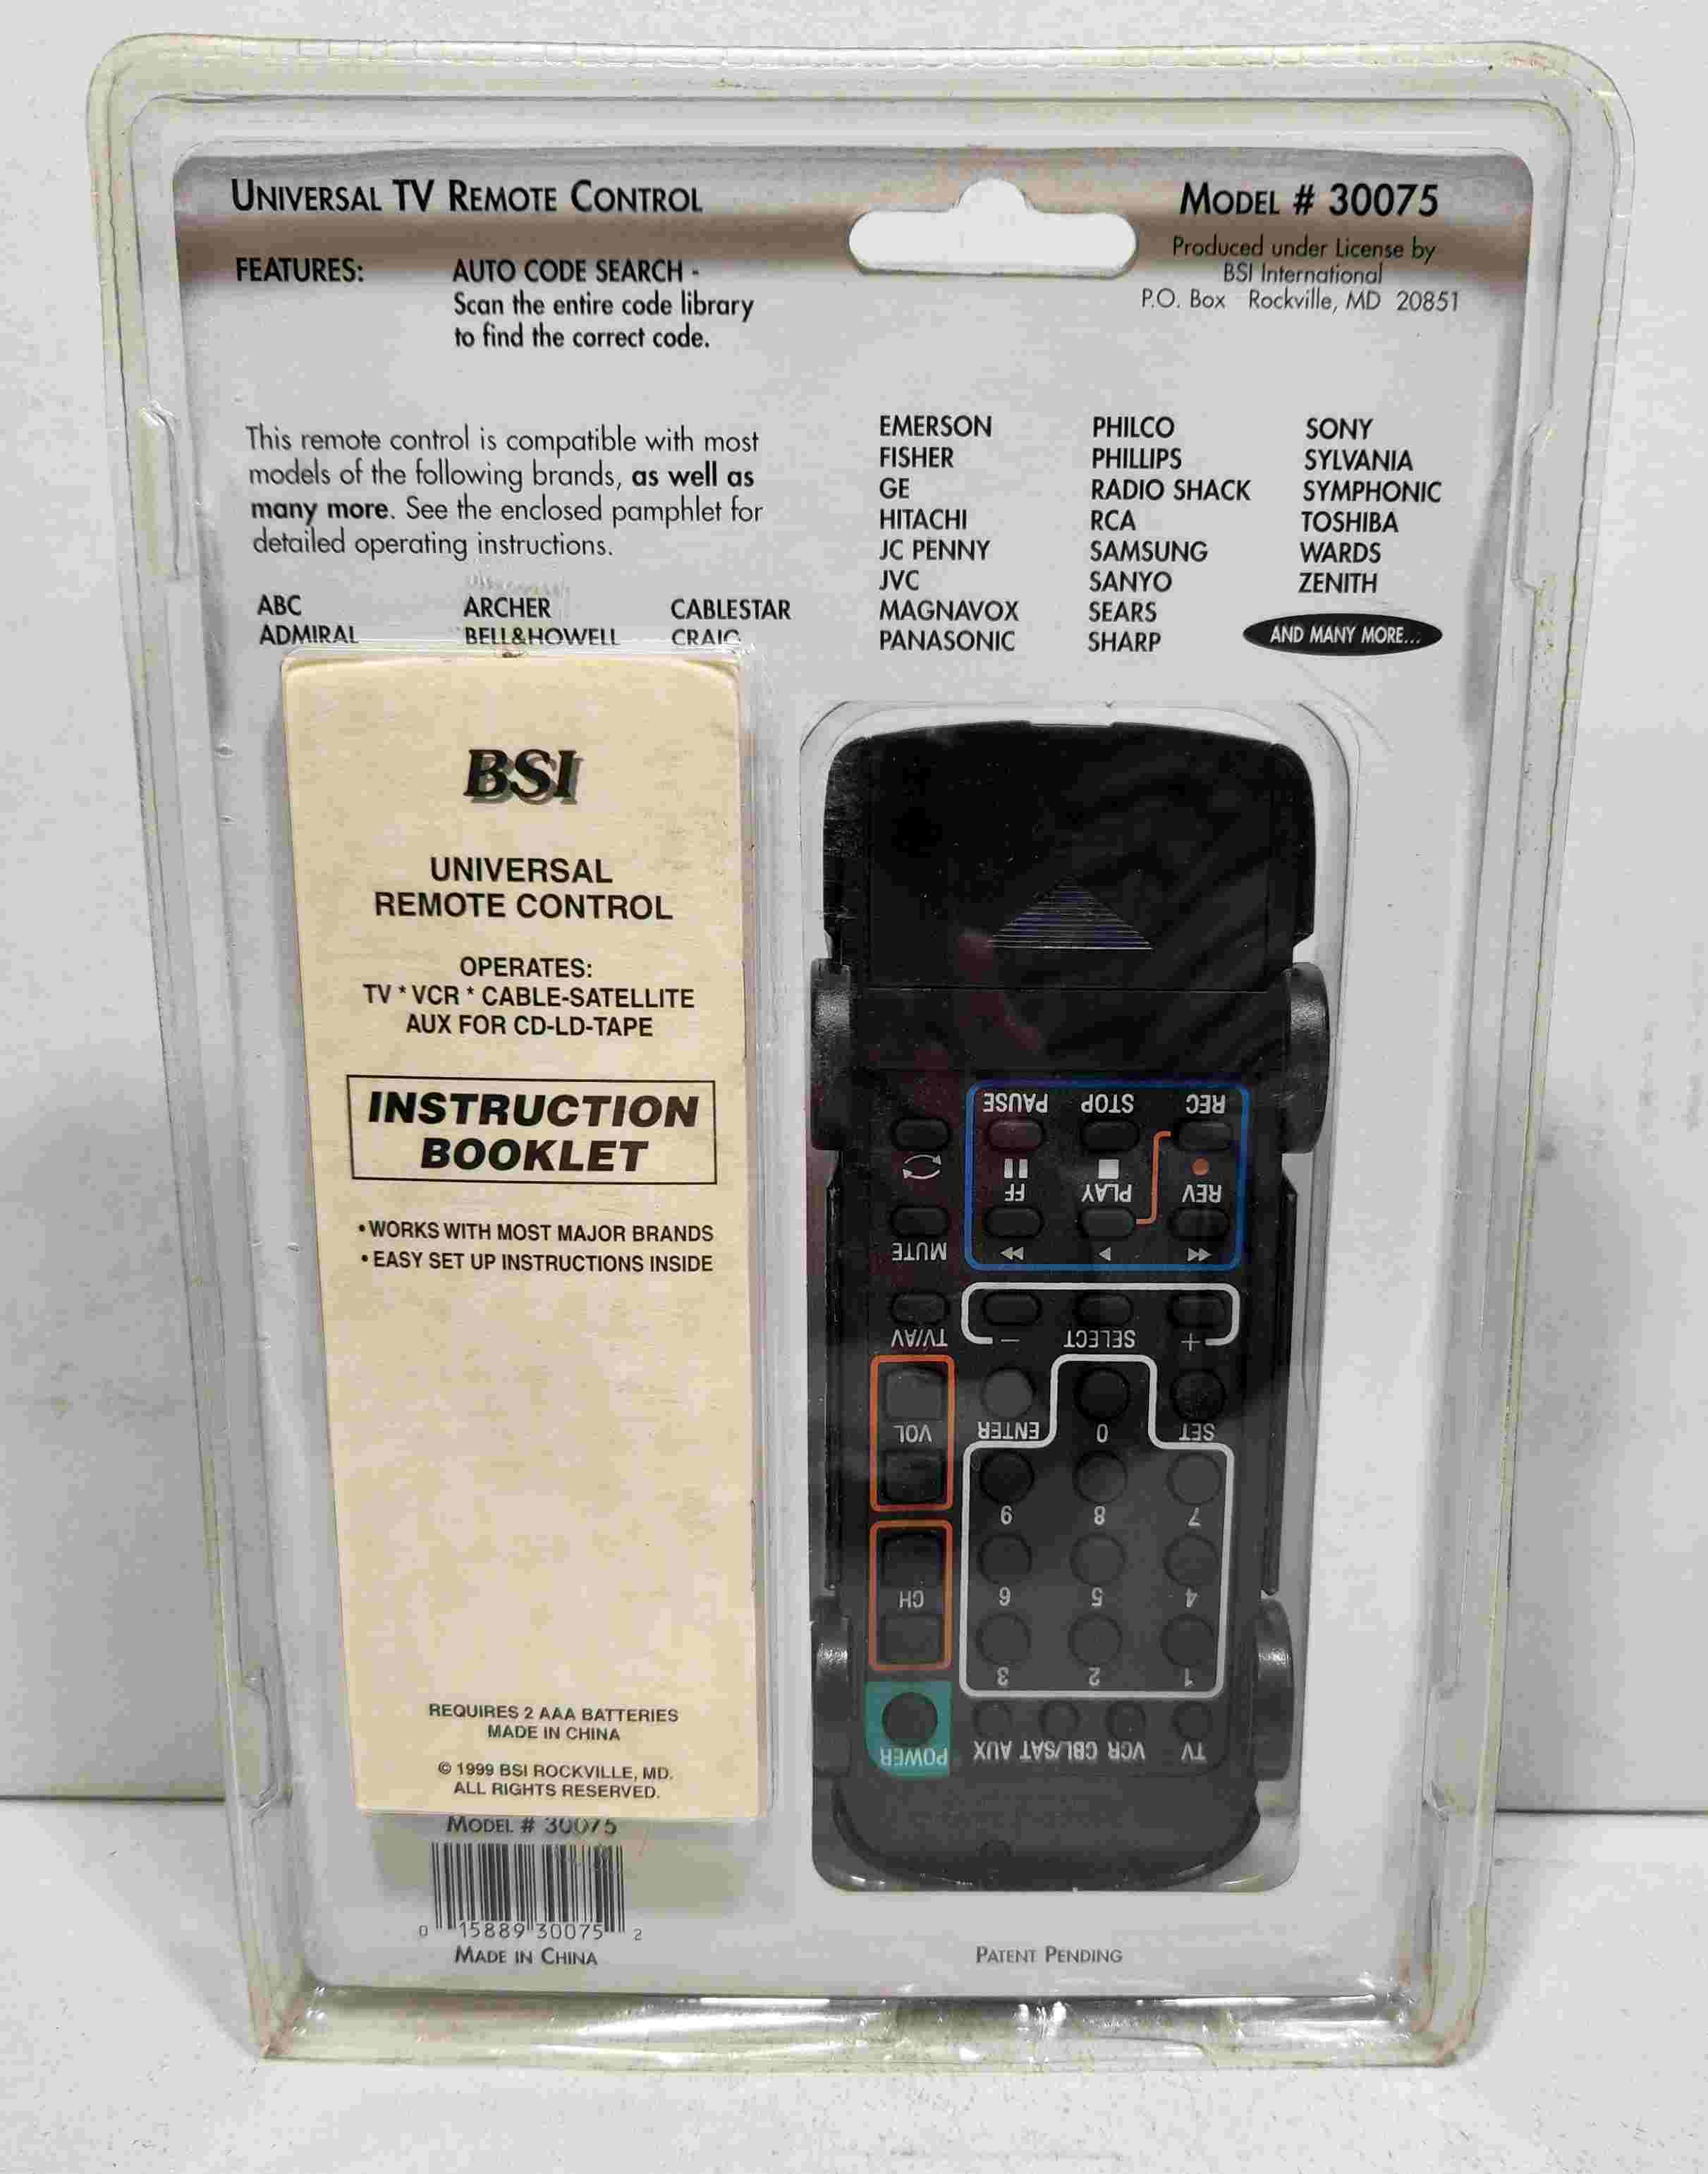 UNIVERSAL TV REMOTE CONTROL
MODEL # 30075
Produced under License by
BSI International
P.O. Box Rockville, MD 20851
FEATURES:
AUTO CODE SEARCH -
Scan the entire code library
to find the correct code.
This remote control is compatible with most
models of the following brands, as well as
many more. See the enclosed pamphlet for
detailed operating instructions.
ABC
ADMIRAL
ARCHER
BELL&HOWELL
CABLESTAR
CRAIG
EMERSON
FISHER
GE
HITACHI
JC PENNY
JVC
MAGNAVOX
PANASONIC
PHILCO
PHILLIPS
RADIO SHACK
RCA
SAMSUNG
SANYO
SEARS
SHARP
SONY
SYLVANIA
SYMPHONIC
TOSHIBA
WARDS
ZENITH
AND MANY MORE...
BSI
UNIVERSAL
REMOTE CONTROL
OPERATES:
TV * VCR * CABLE-SATELLITE
AUX FOR CD-LD-TAPE
INSTRUCTION
BOOKLET
• WORKS WITH MOST MAJOR BRANDS
• EASY SET UP INSTRUCTIONS INSIDE
REQUIRES 2 AAA BATTERIES
MADE IN CHINA
© 1999 BSI ROCKVILLE, MD.
ALL RIGHTS RESERVED.
MODEL # 30075
0 15889 30075 2
MADE IN CHINA
TV VCR CBL/SAT AUX POWER
1 2 3
CH
4 5 6
7 8 9
VOL
SET 0 ENTER
+ SELECT - TV/AV
MUTE
REV PLAY FF
REC STOP PAUSE
PATENT PENDING